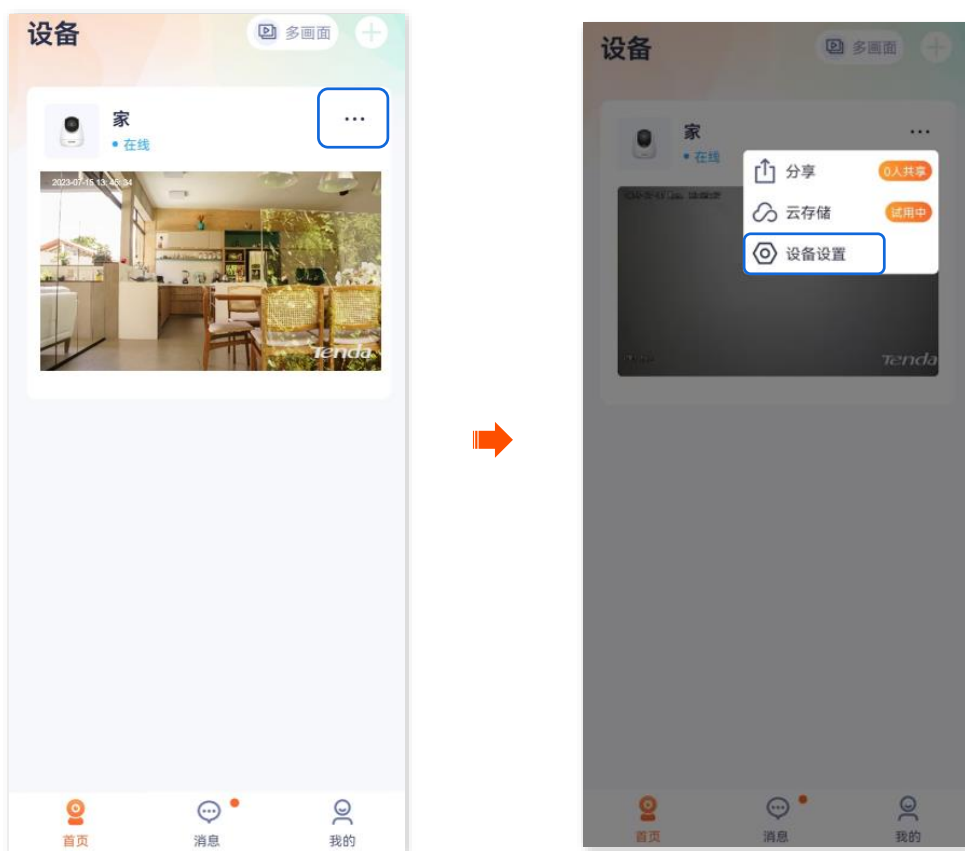 设备
多画面
家
...
在线
2023-07-15 13:45:34
Tenda
首页
消息
我的
设备
多画面
家
...
在线
分享
0人共享
云存储
试用中
设备设置
Tenda
首页
消息
我的